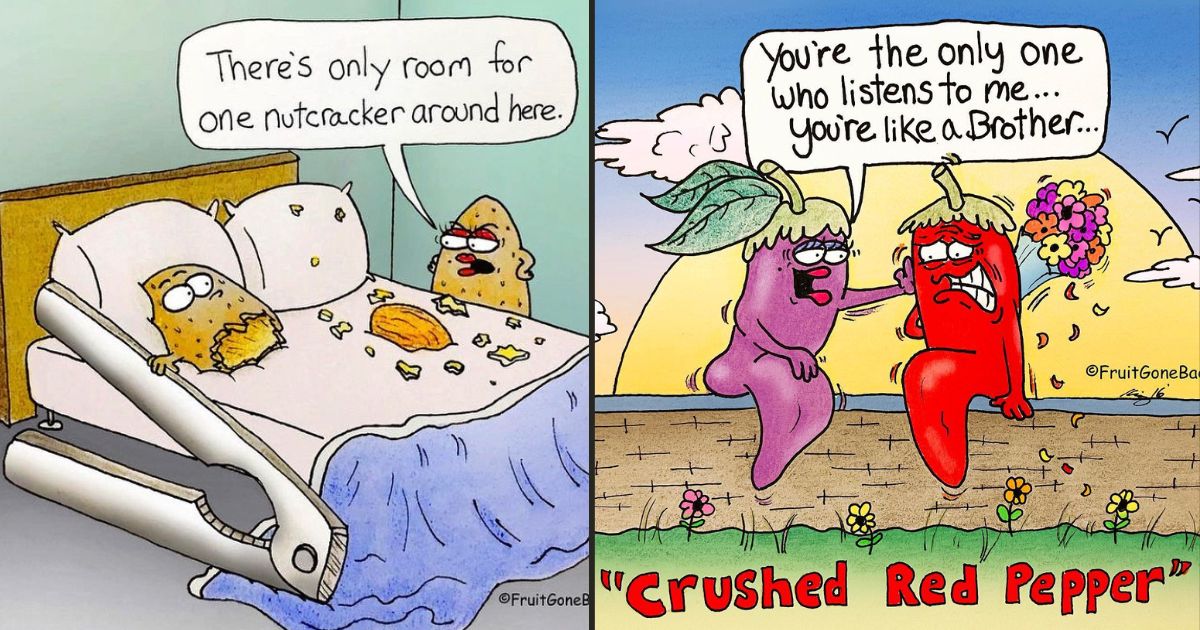 There's only room for
one nutcracker around here.
©FruitGoneB
You're the only one
who listens to me...
you're like a Brother...
©FruitGoneBa
16'
"Crushed Red Pepper"